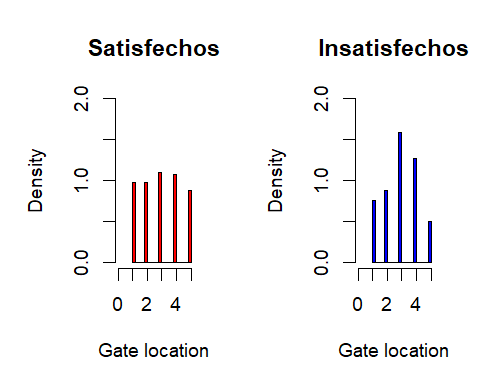 Satisfechos
Density
2.0
1.0
0.0
0 2 4
Gate location
Insatisfechos
Density
2.0
1.0
0.0
0 2 4
Gate location